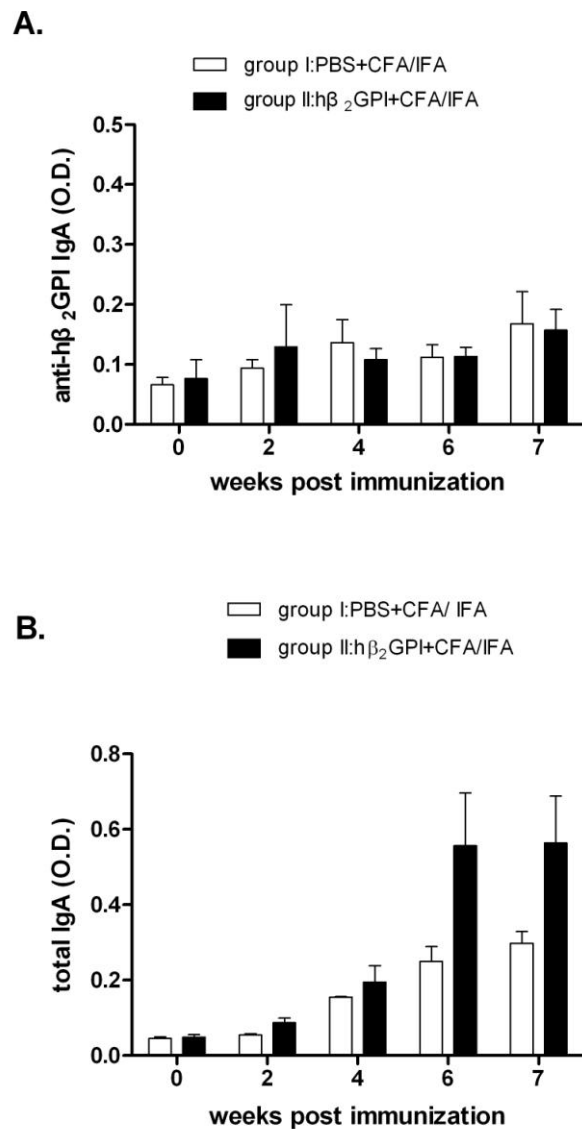 A.
group I:PBS+CFA/IFA
group II:hβ ₂GPI+CFA/IFA
0.5
0.4
0.3
0.2
0.1
0.0
anti-hβ ₂GPI IgA (O.D.)
0 2 4 6 7
weeks post immunization
B.
group I:PBS+CFA/ IFA
group II:hβ₂GPI+CFA/IFA
0.8
0.6
0.4
0.2
0.0
total IgA (O.D.)
0 2 4 6 7
weeks post immunization